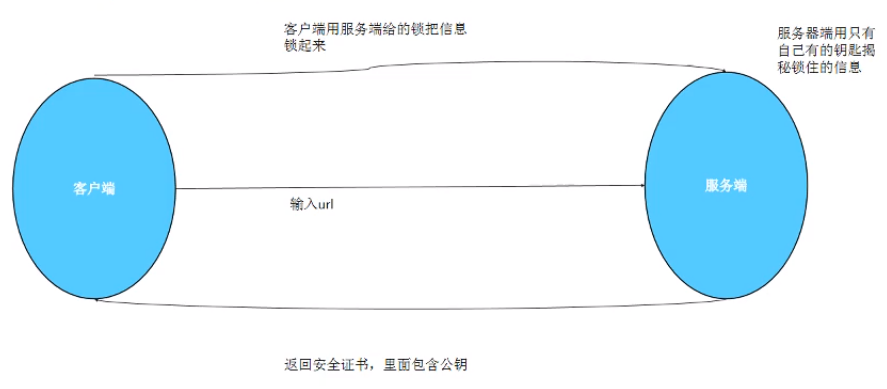 客户端用服务端给的锁把信息
锁起来
服务器端用只有
自己有的钥匙揭
秘锁住的信息
客户端
服务端
输入url
返回安全证书，里面包含公钥